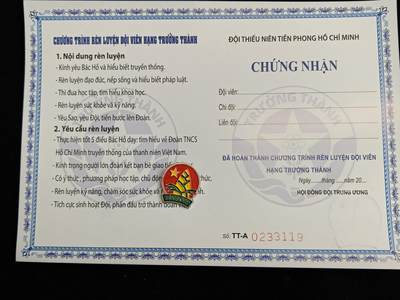 CHƯƠNG TRÌNH RÈN LUYỆN ĐỘI VIÊN HẠNG TRƯỞNG THÀNH
1. Nội dung rèn luyện
- Kính yêu Bác Hồ và hiểu biết truyền thống.
- Rèn luyện đạo đức, nếp sống và hiểu biết pháp luật.
- Thi đua học tập, tìm hiểu khoa học.
- Rèn luyện sức khỏe và kỹ năng.
- Yêu Sao, yêu Đội, tiến bước lên Đoàn.
2. Yêu cầu rèn luyện
- Thực hiện tốt 5 điều Bác Hồ dạy; tìm hiểu về Đoàn TNCS
Hồ Chí Minh truyền thống của thanh niên Việt Nam.
- Kính trọng người lớn đoàn kết bạn bè giao tiếp
- Có ý thức, phương pháp học tập, chủ động thức.
- Rèn luyện kỹ năng, chăm sóc sức khỏe và
- Tích cực sinh hoạt Đội, phấn đấu trở thành đoàn
ĐỘI THIẾU NIÊN TIỀN PHONG HỒ CHÍ MINH
CHỨNG NHẬN
Đội viên:
Chi đội:
Liên đội:
TRƯỞNG THÀNH
ĐÃ HOÀN THÀNH CHƯƠNG TRÌNH RÈN LUYỆN ĐỘI VIÊN
HẠNG TRƯỞNG THÀNH
Ngày.......tháng.......năm 20....
HỘI ĐỒNG ĐỘI TRUNG ƯƠNG
Số: TT-A 0233119